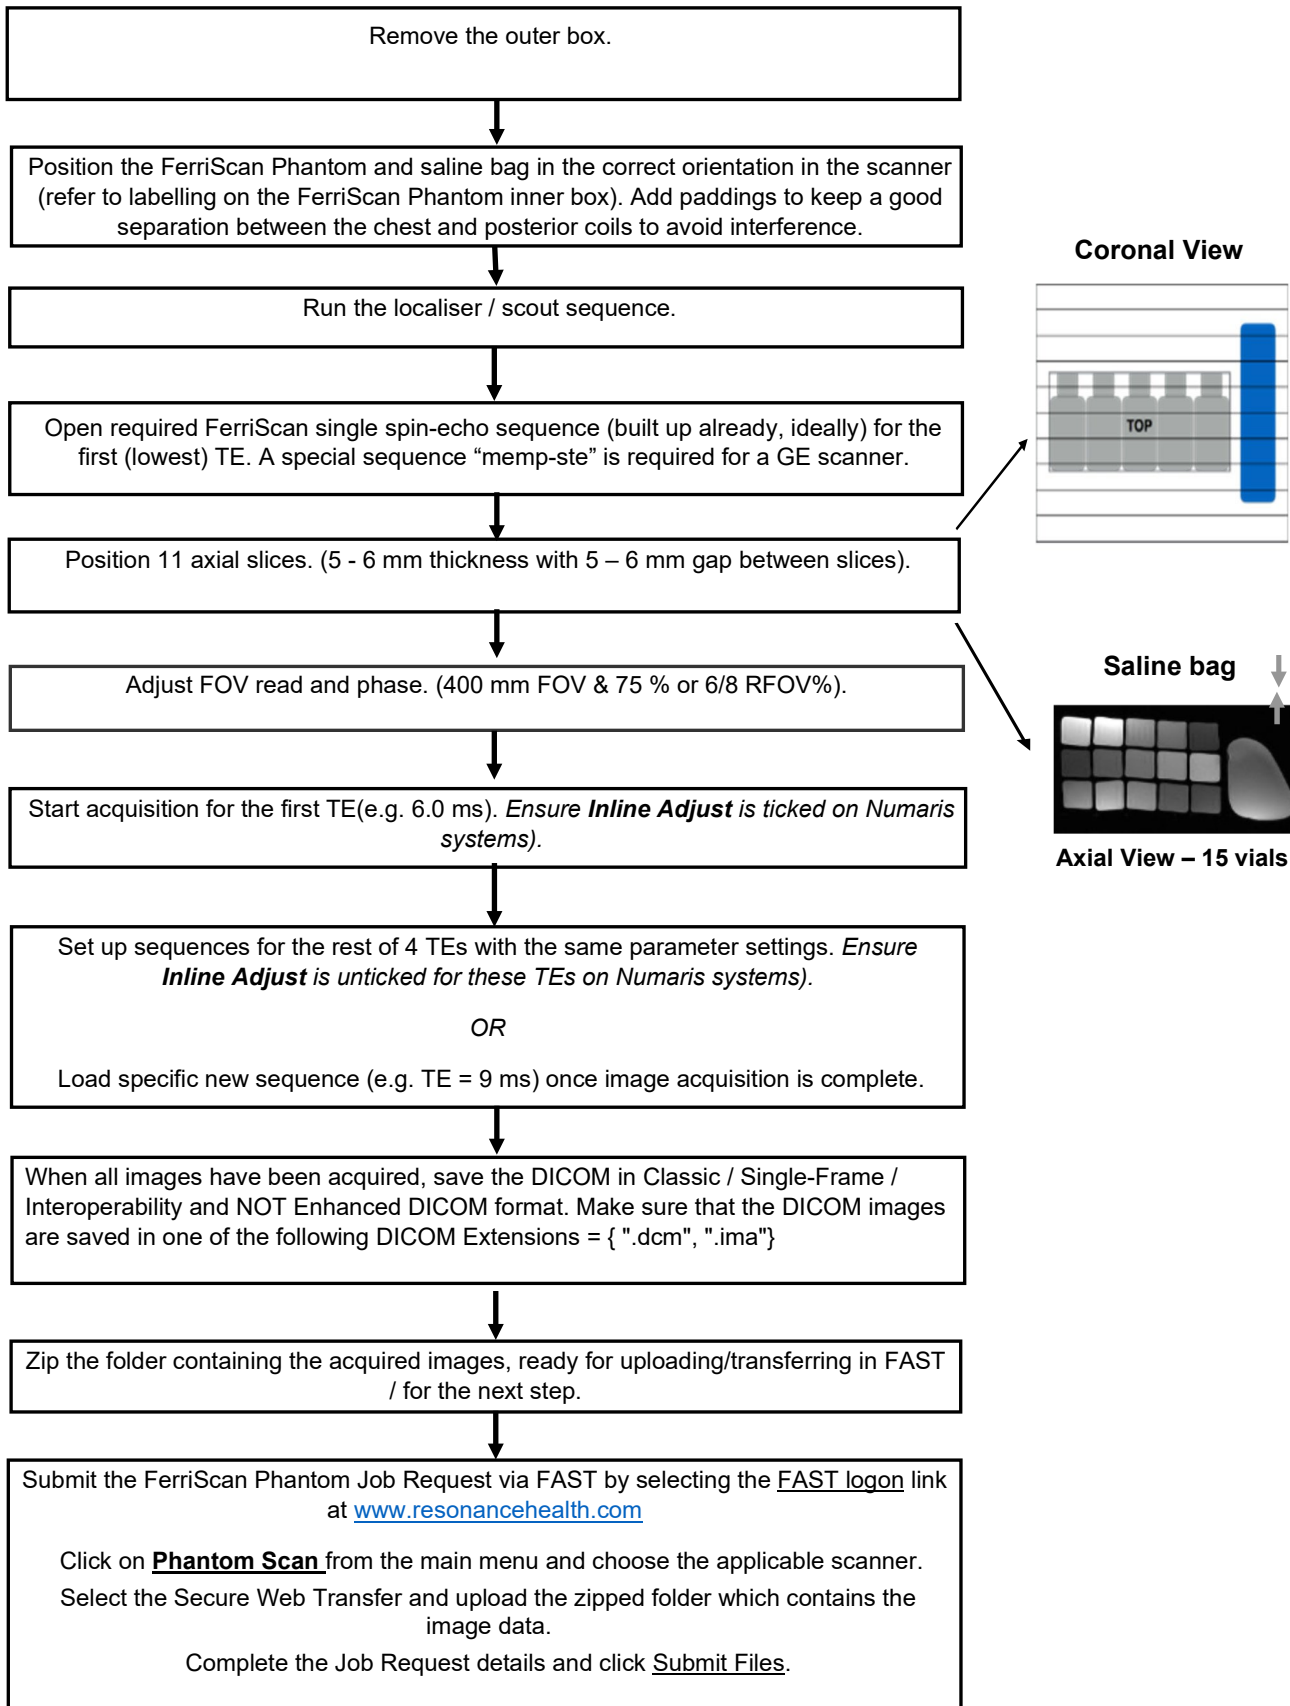 Remove the outer box.
Position the FerriScan Phantom and saline bag in the correct orientation in the scanner
(refer to labelling on the FerriScan Phantom inner box). Add paddings to keep a good
separation between the chest and posterior coils to avoid interference.
Run the localiser / scout sequence.
Open required FerriScan single spin-echo sequence (built up already, ideally) for the
first (lowest) TE. A special sequence “memp-ste” is required for a GE scanner.
Position 11 axial slices. (5 - 6 mm thickness with 5 – 6 mm gap between slices).
Coronal View
TOP
Adjust FOV read and phase. (400 mm FOV & 75 % or 6/8 RFOV%).
Saline bag
Axial View – 15 vials
Start acquisition for the first TE(e.g. 6.0 ms). Ensure Inline Adjust is ticked on Numaris
systems).
Set up sequences for the rest of 4 TEs with the same parameter settings. Ensure
Inline Adjust is unticked for these TEs on Numaris systems).
OR
Load specific new sequence (e.g. TE = 9 ms) once image acquisition is complete.
When all images have been acquired, save the DICOM in Classic / Single-Frame /
Interoperability and NOT Enhanced DICOM format. Make sure that the DICOM images
are saved in one of the following DICOM Extensions = { ".dcm", ".ima"}
Zip the folder containing the acquired images, ready for uploading/transferring in FAST
/ for the next step.
Submit the FerriScan Phantom Job Request via FAST by selecting the FAST logon link
at www.resonancehealth.com
Click on Phantom Scan from the main menu and choose the applicable scanner.
Select the Secure Web Transfer and upload the zipped folder which contains the
image data.
Complete the Job Request details and click Submit Files.